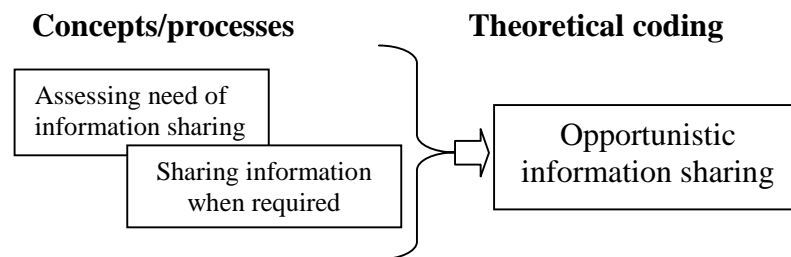 Concepts/processes
Theoretical coding
Assessing need of
information sharing
Sharing information
when required
Opportunistic
information sharing